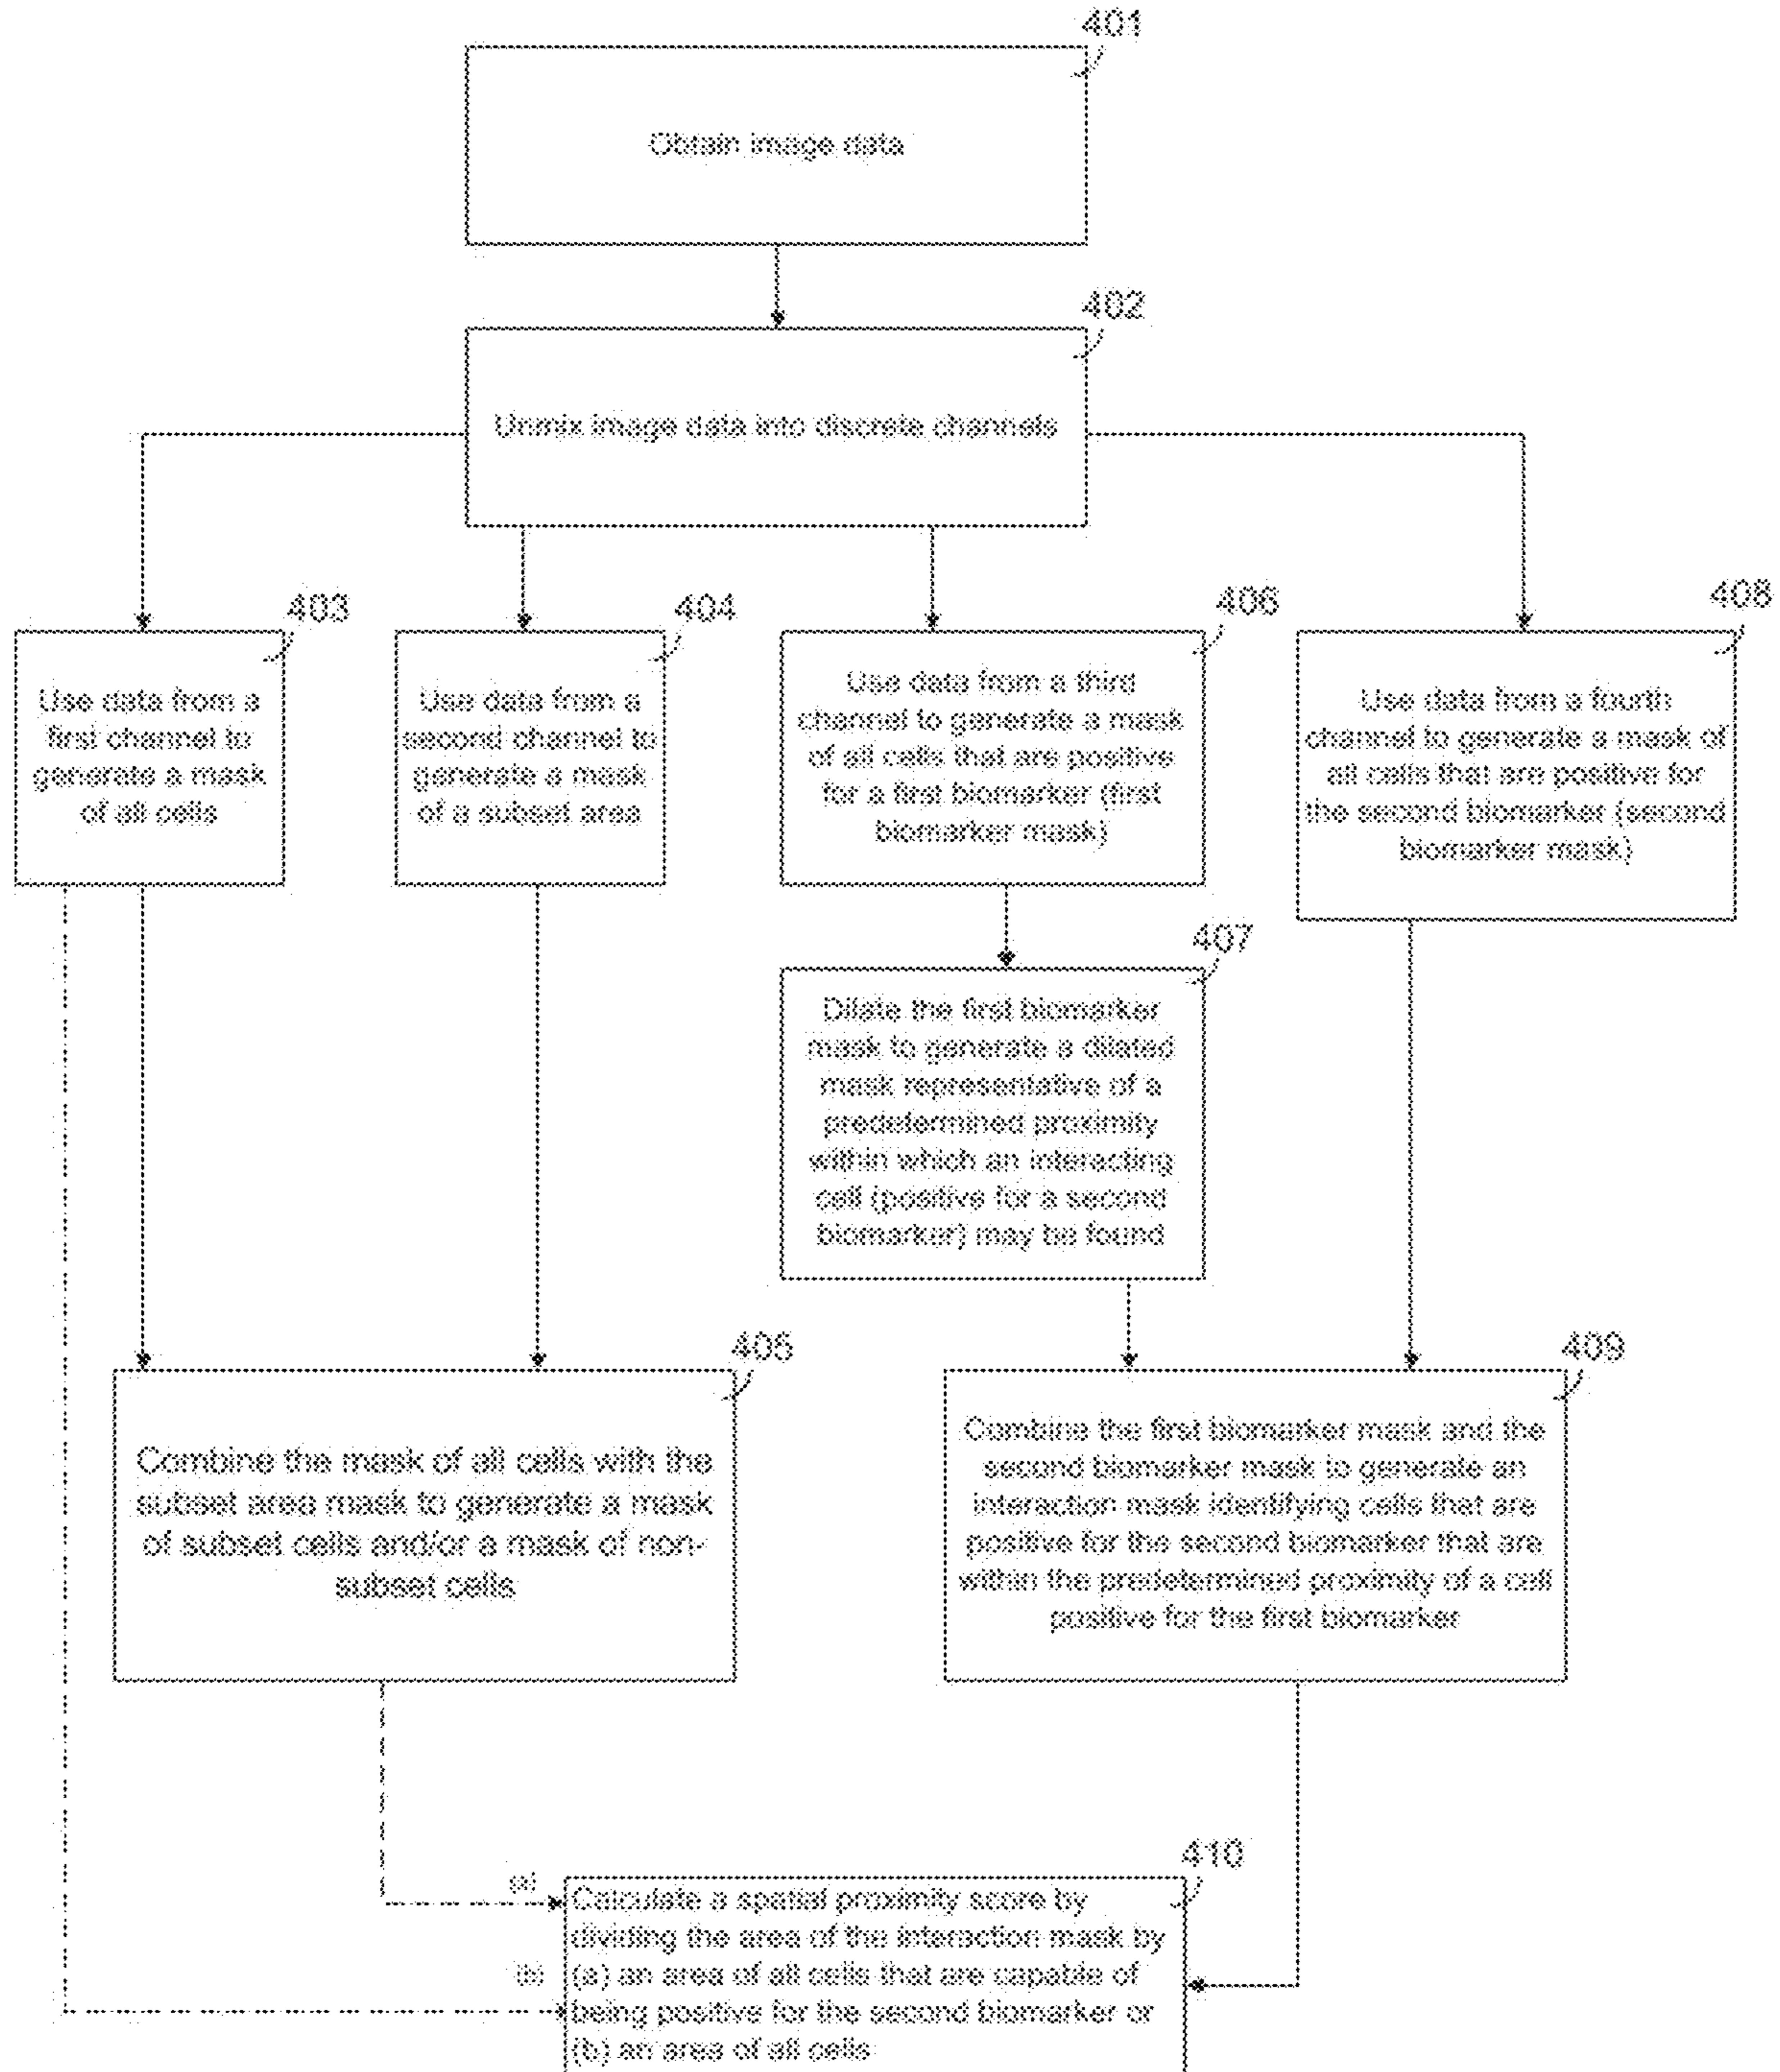 401
Obtain image data
402
Unmix image data into discrete channels
403
Use data from a
first channel to
generate a mask
of all cells
404
Use data from a
second channel to
generate a mask
of a subset area
406
Use data from a third
channel to generate a mask
of all cells that are positive
for a first biomarker (first
biomarker mask)
408
Use data from a fourth
channel to generate a mask of
all cells that are positive for
the second biomarker (second
biomarker mask)
407
Dilate the first biomarker
mask to generate a dilated
mask representative of a
predetermined proximity
within which an interacting
cell (positive for a second
biomarker) may be found
405
Combine the mask of all cells with the
subset area mask to generate a mask
of subset cells and/or a mask of non-
subset cells
409
Combine the first biomarker mask and the
second biomarker mask to generate an
interaction mask identifying cells that are
positive for the second biomarker that are
within the predetermined proximity of a cell
positive for the first biomarker
410
(a)
(b)
Calculate a spatial proximity score by
dividing the area of the interaction mask by
(a) an area of all cells that are capable of
being positive for the second biomarker or
(b) an area of all cells